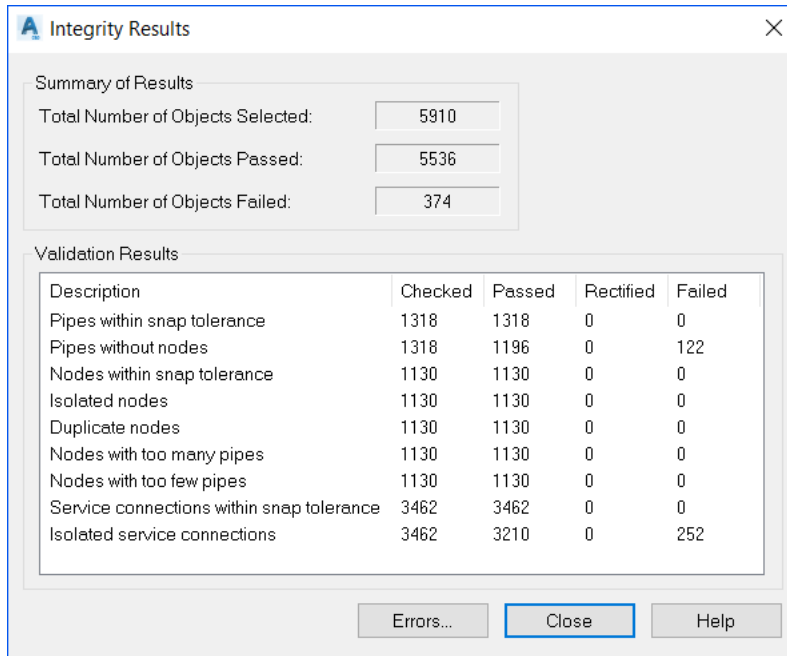 Integrity Results
Summary of Results
Total Number of Objects Selected: 5910
Total Number of Objects Passed: 5536
Total Number of Objects Failed: 374
Validation Results
Description Checked Passed Rectified Failed
Pipes within snap tolerance 1318 1318 0 0
Pipes without nodes 1318 1196 0 122
Nodes within snap tolerance 1130 1130 0 0
Isolated nodes 1130 1130 0 0
Duplicate nodes 1130 1130 0 0
Nodes with too many pipes 1130 1130 0 0
Nodes with too few pipes 1130 1130 0 0
Service connections within snap tolerance 3462 3462 0 0
Isolated service connections 3462 3210 0 252
Errors... Close Help